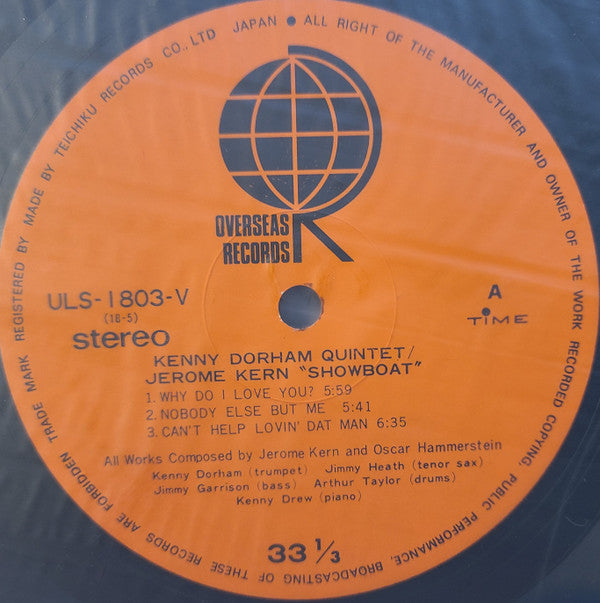 TRADE MARK REGISTERED BY MADE BY TEICHIKU RECORDS CO., LTD JAPAN • ALL RIGHT OF THE MANUFACTURER AND OWNER OF THE WORK RECORDED COPYING, PUBLIC PERFORMANCE, BROADCASTING OF THESE RECORDS ARE FORBIDDEN
R
OVERSEAS
RECORDS
ULS-1803-V
(18-5)
stereo
A
TIME
KENNY DORHAM QUINTET/
JEROME KERN "SHOWBOAT"
1. WHY DO I LOVE YOU? 5:59
2. NOBODY ELSE BUT ME 5:41
3. CAN'T HELP LOVIN' DAT MAN 6:35
All Works Composed by Jerome Kern and Oscar Hammerstein
Kenny Dorham (trumpet) Jimmy Heath (tenor sax)
Jimmy Garrison (bass) Arthur Taylor (drums)
Kenny Drew (piano)
33 1/3